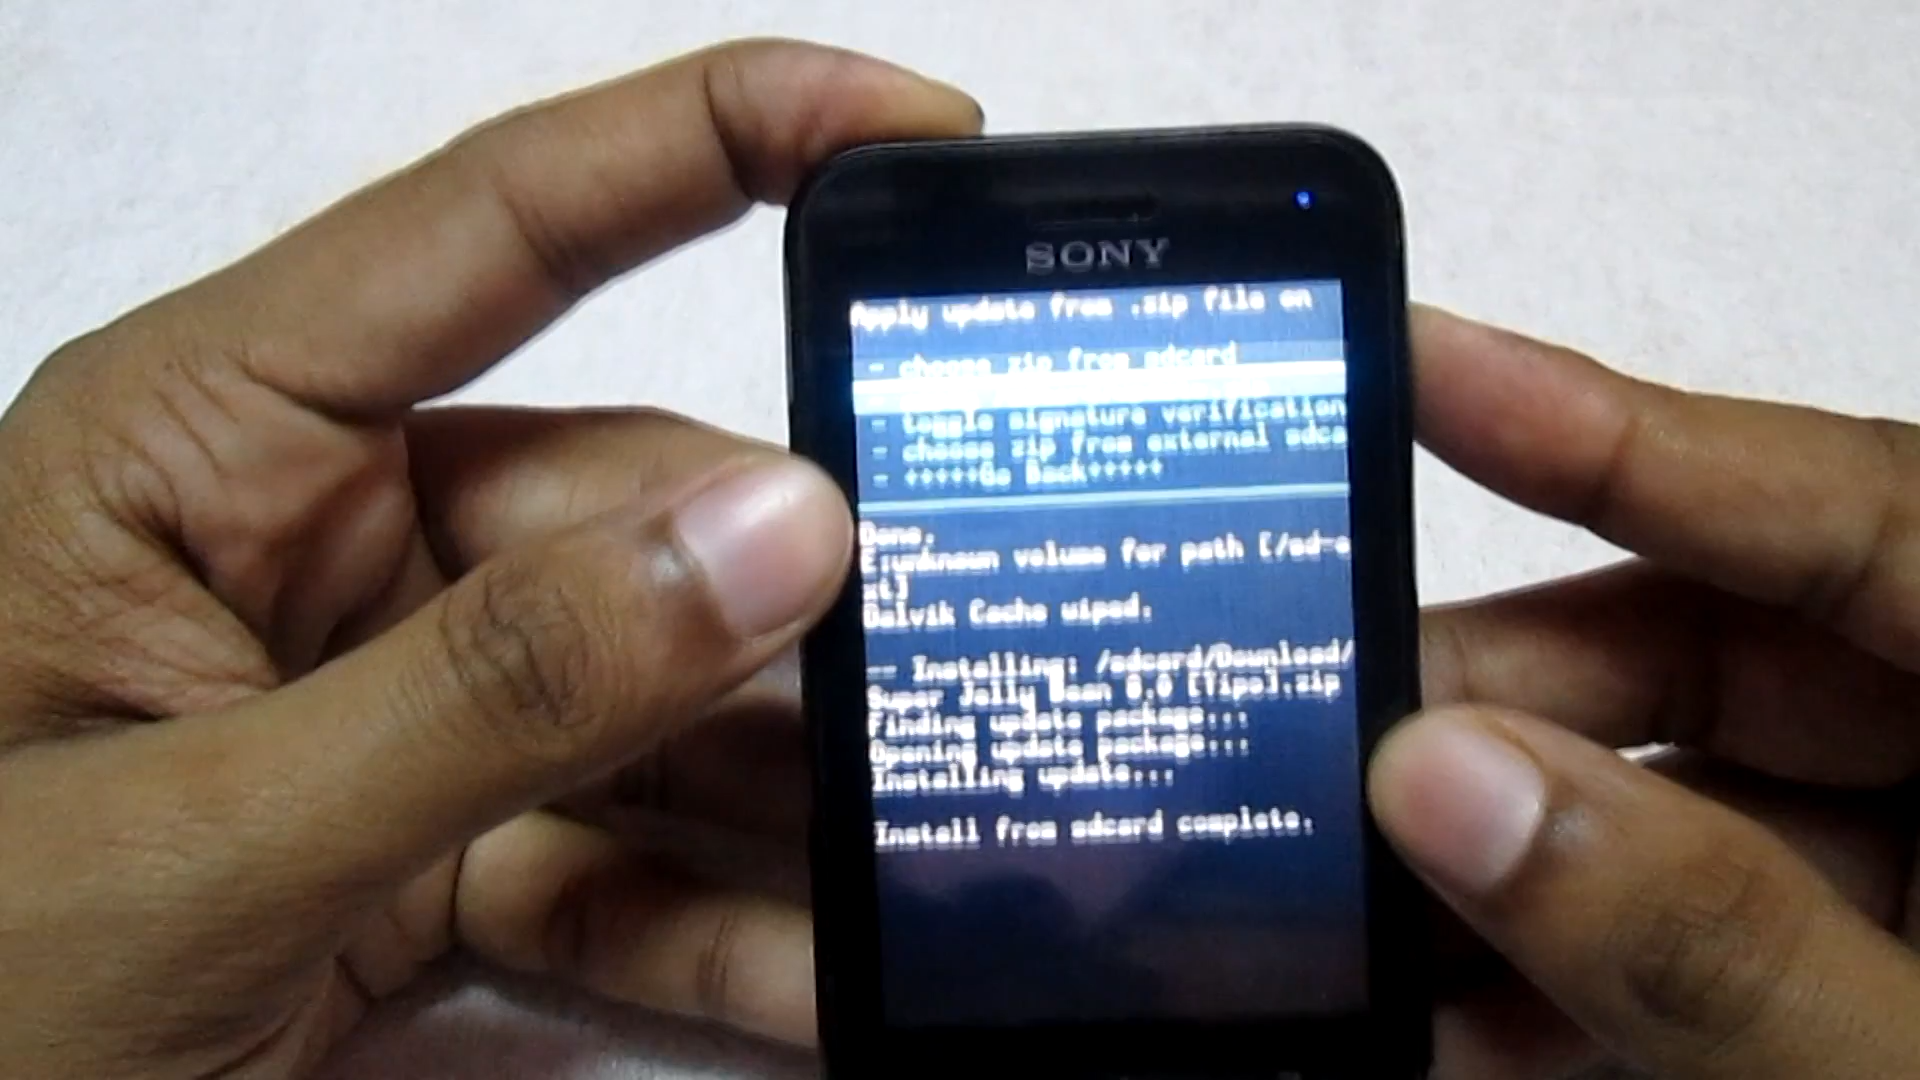 SONY
Apply update from .zip file on
- choose zip from sdcard
- toggle signature verification
- choose zip from external sdca
- +++++Go Back+++++
Done.
E:unknown volume for path [/sd-e
xt]
Dalvik Cache wiped.
-- Installing: /sdcard/Download/
Super Jelly Bean [Tipo].zip
Finding update package...
Opening update package...
Installing update...
Install from sdcard complete.